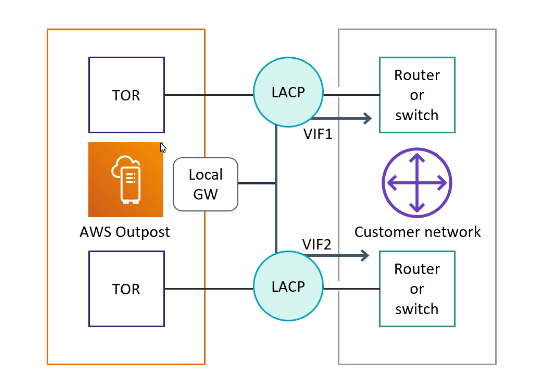 TOR
LACP
Router
or
switch
VIF1
Local
GW
AWS Outpost
Customer network
VIF2
TOR
LACP
Router
or
switch